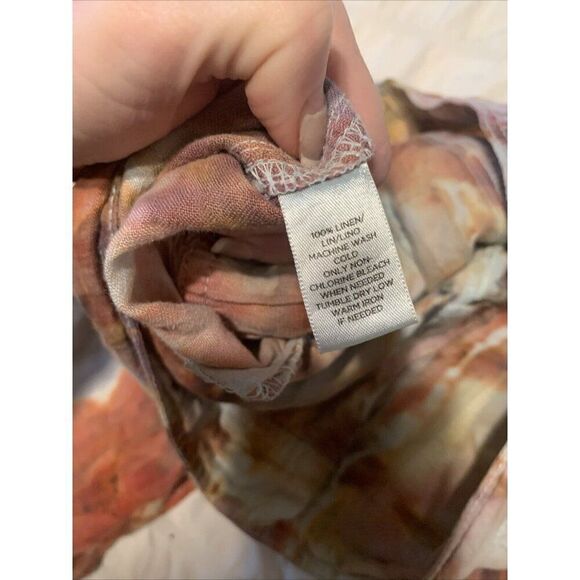 100% LINEN/
LIN/LINO
MACHINE WASH
COLD
ONLY NON-
CHLORINE BLEACH
WHEN NEEDED
TUMBLE DRY LOW
WARM IRON
IF NEEDED